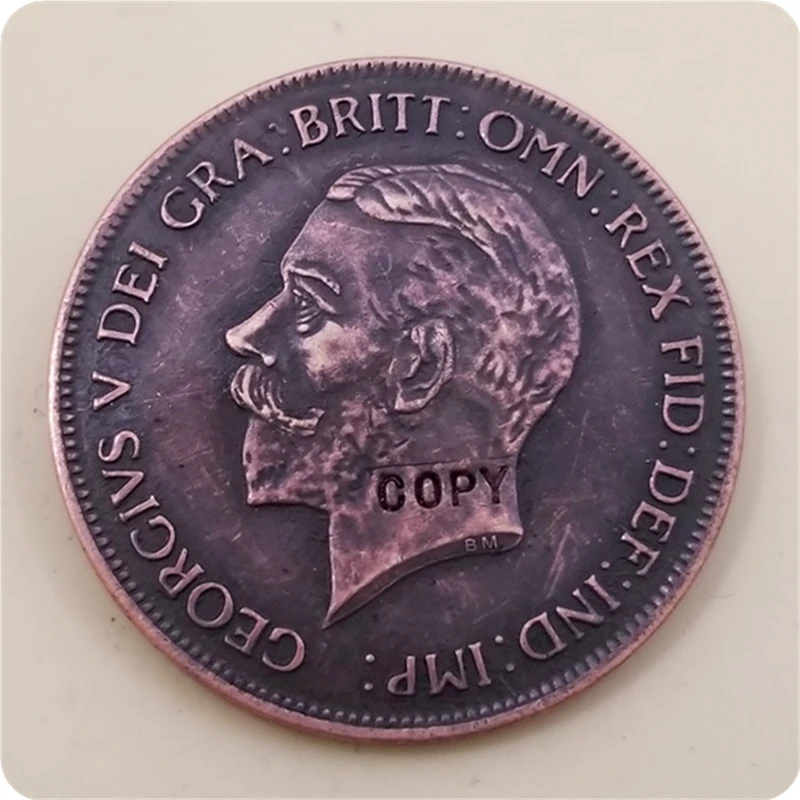 GEORGIVS V DEI GRA: BRITT: OMN: REX FID: DEF: IND: IMP:
COPY
BM